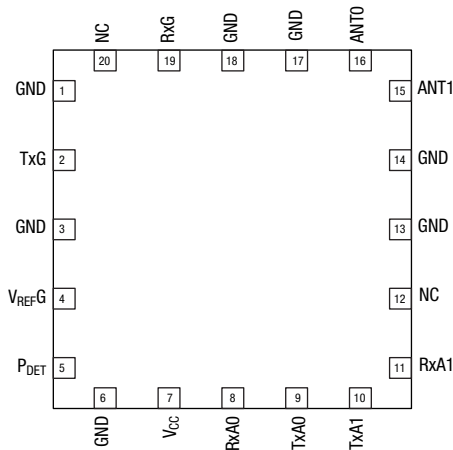 NC
RxG
GND
GND
ANT0
20
19
18
17
16
GND 1
15 ANT1
TxG 2
14 GND
GND 3
13 GND
VREFG 4
12 NC
PDET 5
11 RxA1
6
7
8
9
10
GND
VCC
RxA0
TxA0
TxA1